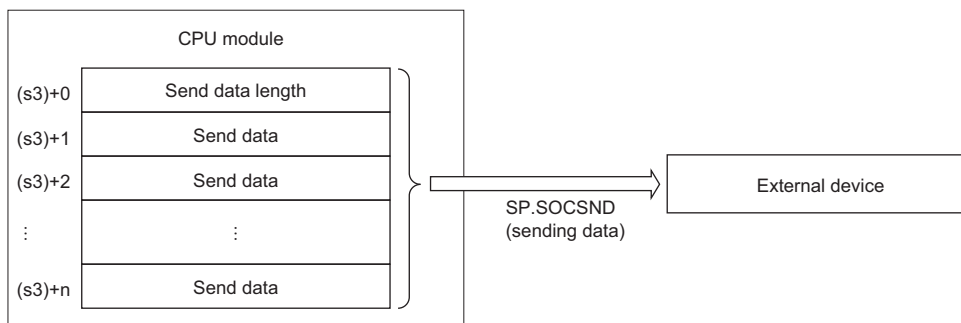 CPU module
(s3)+0 Send data length
(s3)+1 Send data
(s3)+2 Send data
⋮ ⋮
(s3)+n Send data
SP.SOCSND
(sending data)
External device